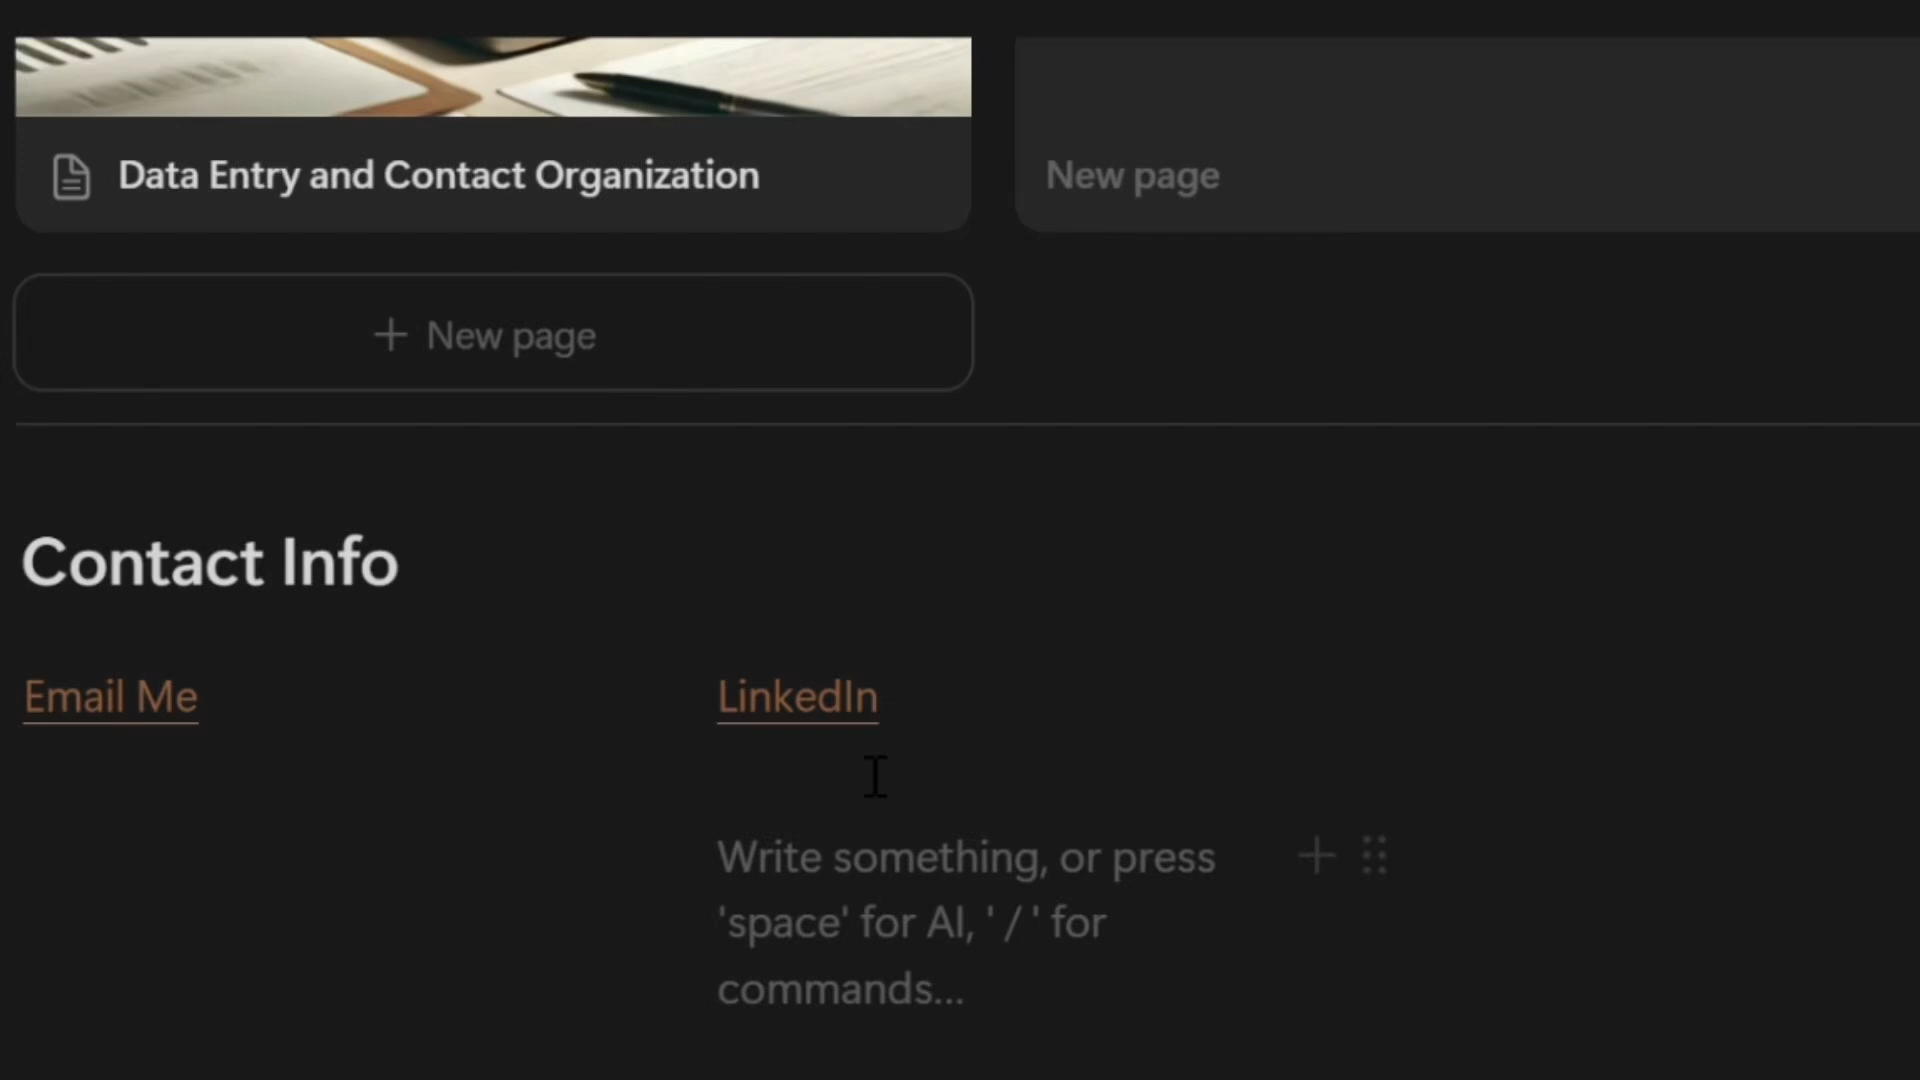 Data Entry and Contact Organization
New page
+ New page
Contact Info
Email Me
LinkedIn
Write something, or press
'space' for AI, ' / ' for
commands...